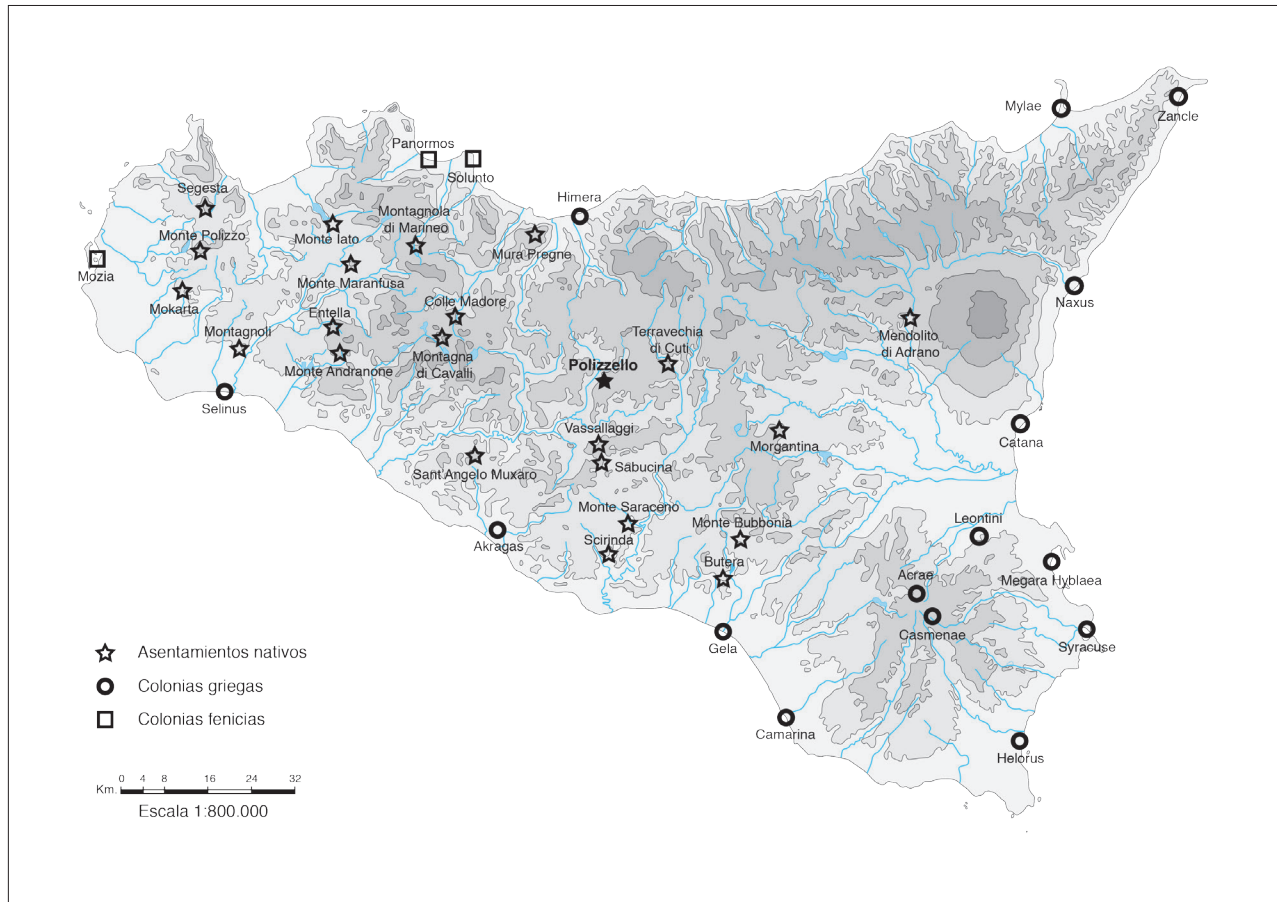 Mylae
Zancle
Panormos
Solunto
Segesta
Himera
Montagnola
di Marineo
Monte Polizzo
Monte Iato
Mura Pregne
Mozia
Monte Maranfusa
Naxus
Mokarta
Colle Madore
Entella
Montagnoli
Terravechia
di Cuti
Mendolito
di Adrano
Montagna
di Cavalli
Monte Andranone
Polizzello
Selinus
Catana
Vassallaggi
Morgantina
Sant'Angelo Muxaro
Sabucina
Monte Saraceno
Monte Bubbonia
Leontini
Akragas
Scirinda
Butera
Acrae
Megara Hyblaea
Casmenae
Gela
Syracuse
Asentamientos nativos
Colonias griegas
Colonias fenicias
Camarina
Helorus
0 4 8 16 24 32
Km.
Escala 1:800.000